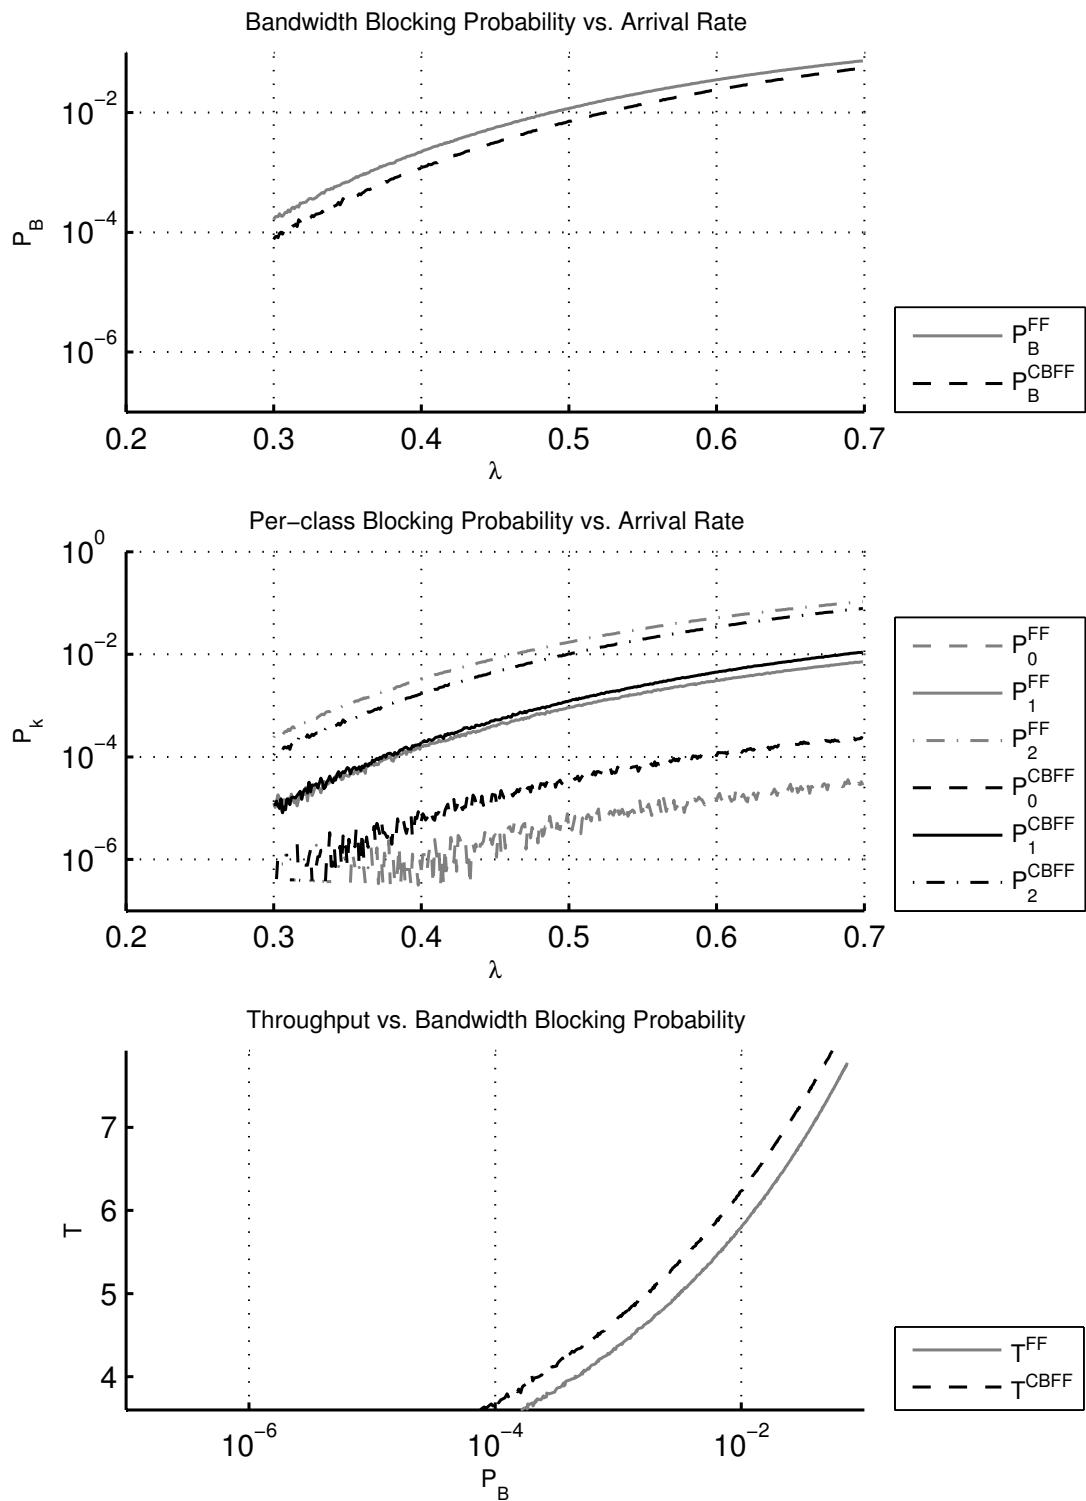 Bandwidth Blocking Probability vs. Arrival Rate
P_B
10^−2
10^−4
10^−6
0.2 0.3 0.4 0.5 0.6 0.7
λ
P_B^FF
P_B^CBFF
Per−class Blocking Probability vs. Arrival Rate
P_k
10^0
10^−2
10^−4
10^−6
0.2 0.3 0.4 0.5 0.6 0.7
λ
P_0^FF
P_1^FF
P_2^FF
P_0^CBFF
P_1^CBFF
P_2^CBFF
Throughput vs. Bandwidth Blocking Probability
T
7
6
5
4
10^−6 10^−4 10^−2
P_B
T^FF
T^CBFF